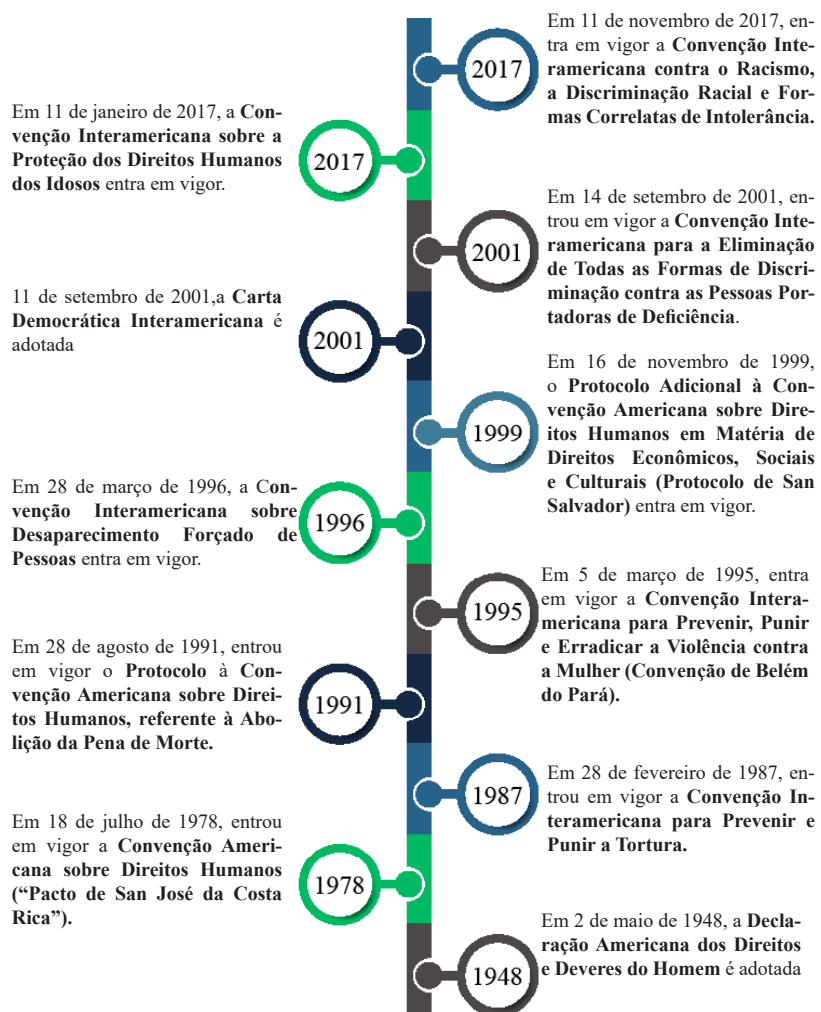 Em 11 de novembro de 2017, en-
tra em vigor a Convenção Inte-
ramericana contra o Racismo,
a Discriminação Racial e For-
mas Correlatas de Intolerância.
2017
Em 11 de janeiro de 2017, a Con-
venção Interamericana sobre a
Proteção dos Direitos Humanos
dos Idosos entra em vigor.
2017
Em 14 de setembro de 2001, en-
trou em vigor a Convenção Inte-
ramericana para a Eliminação
de Todas as Formas de Discri-
minação contra as Pessoas Por-
tadoras de Deficiência.
2001
11 de setembro de 2001,a Carta
Democrática Interamericana é
adotada
2001
Em 16 de novembro de 1999,
o Protocolo Adicional à Con-
venção Americana sobre Dire-
itos Humanos em Matéria de
Direitos Econômicos, Sociais
e Culturais (Protocolo de San
Salvador) entra em vigor.
1999
Em 28 de março de 1996, a Con-
venção Interamericana sobre
Desaparecimento Forçado de
Pessoas entra em vigor.
1996
Em 5 de março de 1995, entra
em vigor a Convenção Intera-
mericana para Prevenir, Punir
e Erradicar a Violência contra
a Mulher (Convenção de Belém
do Pará).
1995
Em 28 de agosto de 1991, entrou
em vigor o Protocolo à Con-
venção Americana sobre Direi-
tos Humanos, referente à Abo-
lição da Pena de Morte.
1991
Em 28 de fevereiro de 1987, en-
trou em vigor a Convenção In-
teramericana para Prevenir e
Punir a Tortura.
1987
Em 18 de julho de 1978, entrou
em vigor a Convenção Ameri-
cana sobre Direitos Humanos
(“Pacto de San José da Costa
Rica”).
1978
Em 2 de maio de 1948, a Decla-
ração Americana dos Direitos
e Deveres do Homem é adotada
1948